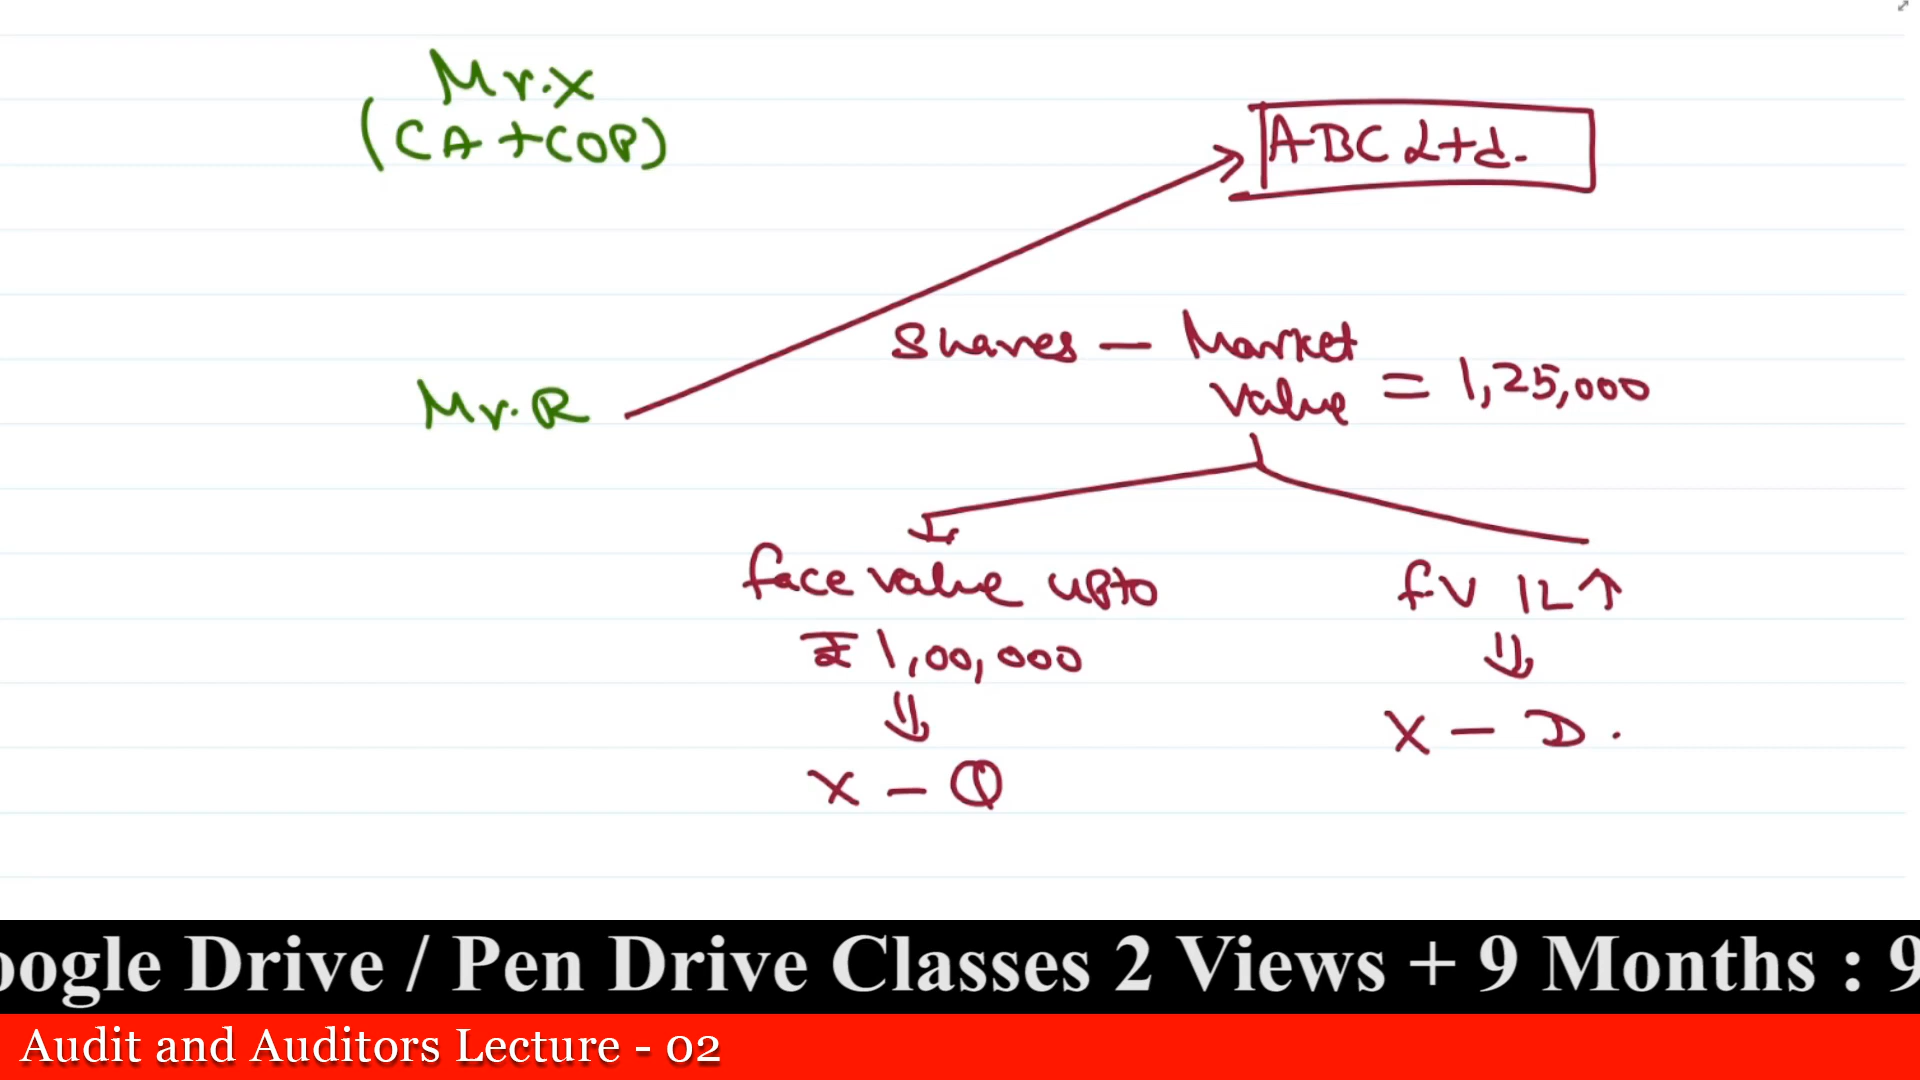 Mr. X
(CA + COP)
ABC Ltd.
Shares — Market
Value = 1,25,000
Mr. R
face value upto
₹ 1,00,000
fV 1L↑
X — D.
X — Q
oogle Drive / Pen Drive Classes 2 Views + 9 Months : 9
Audit and Auditors Lecture - 02